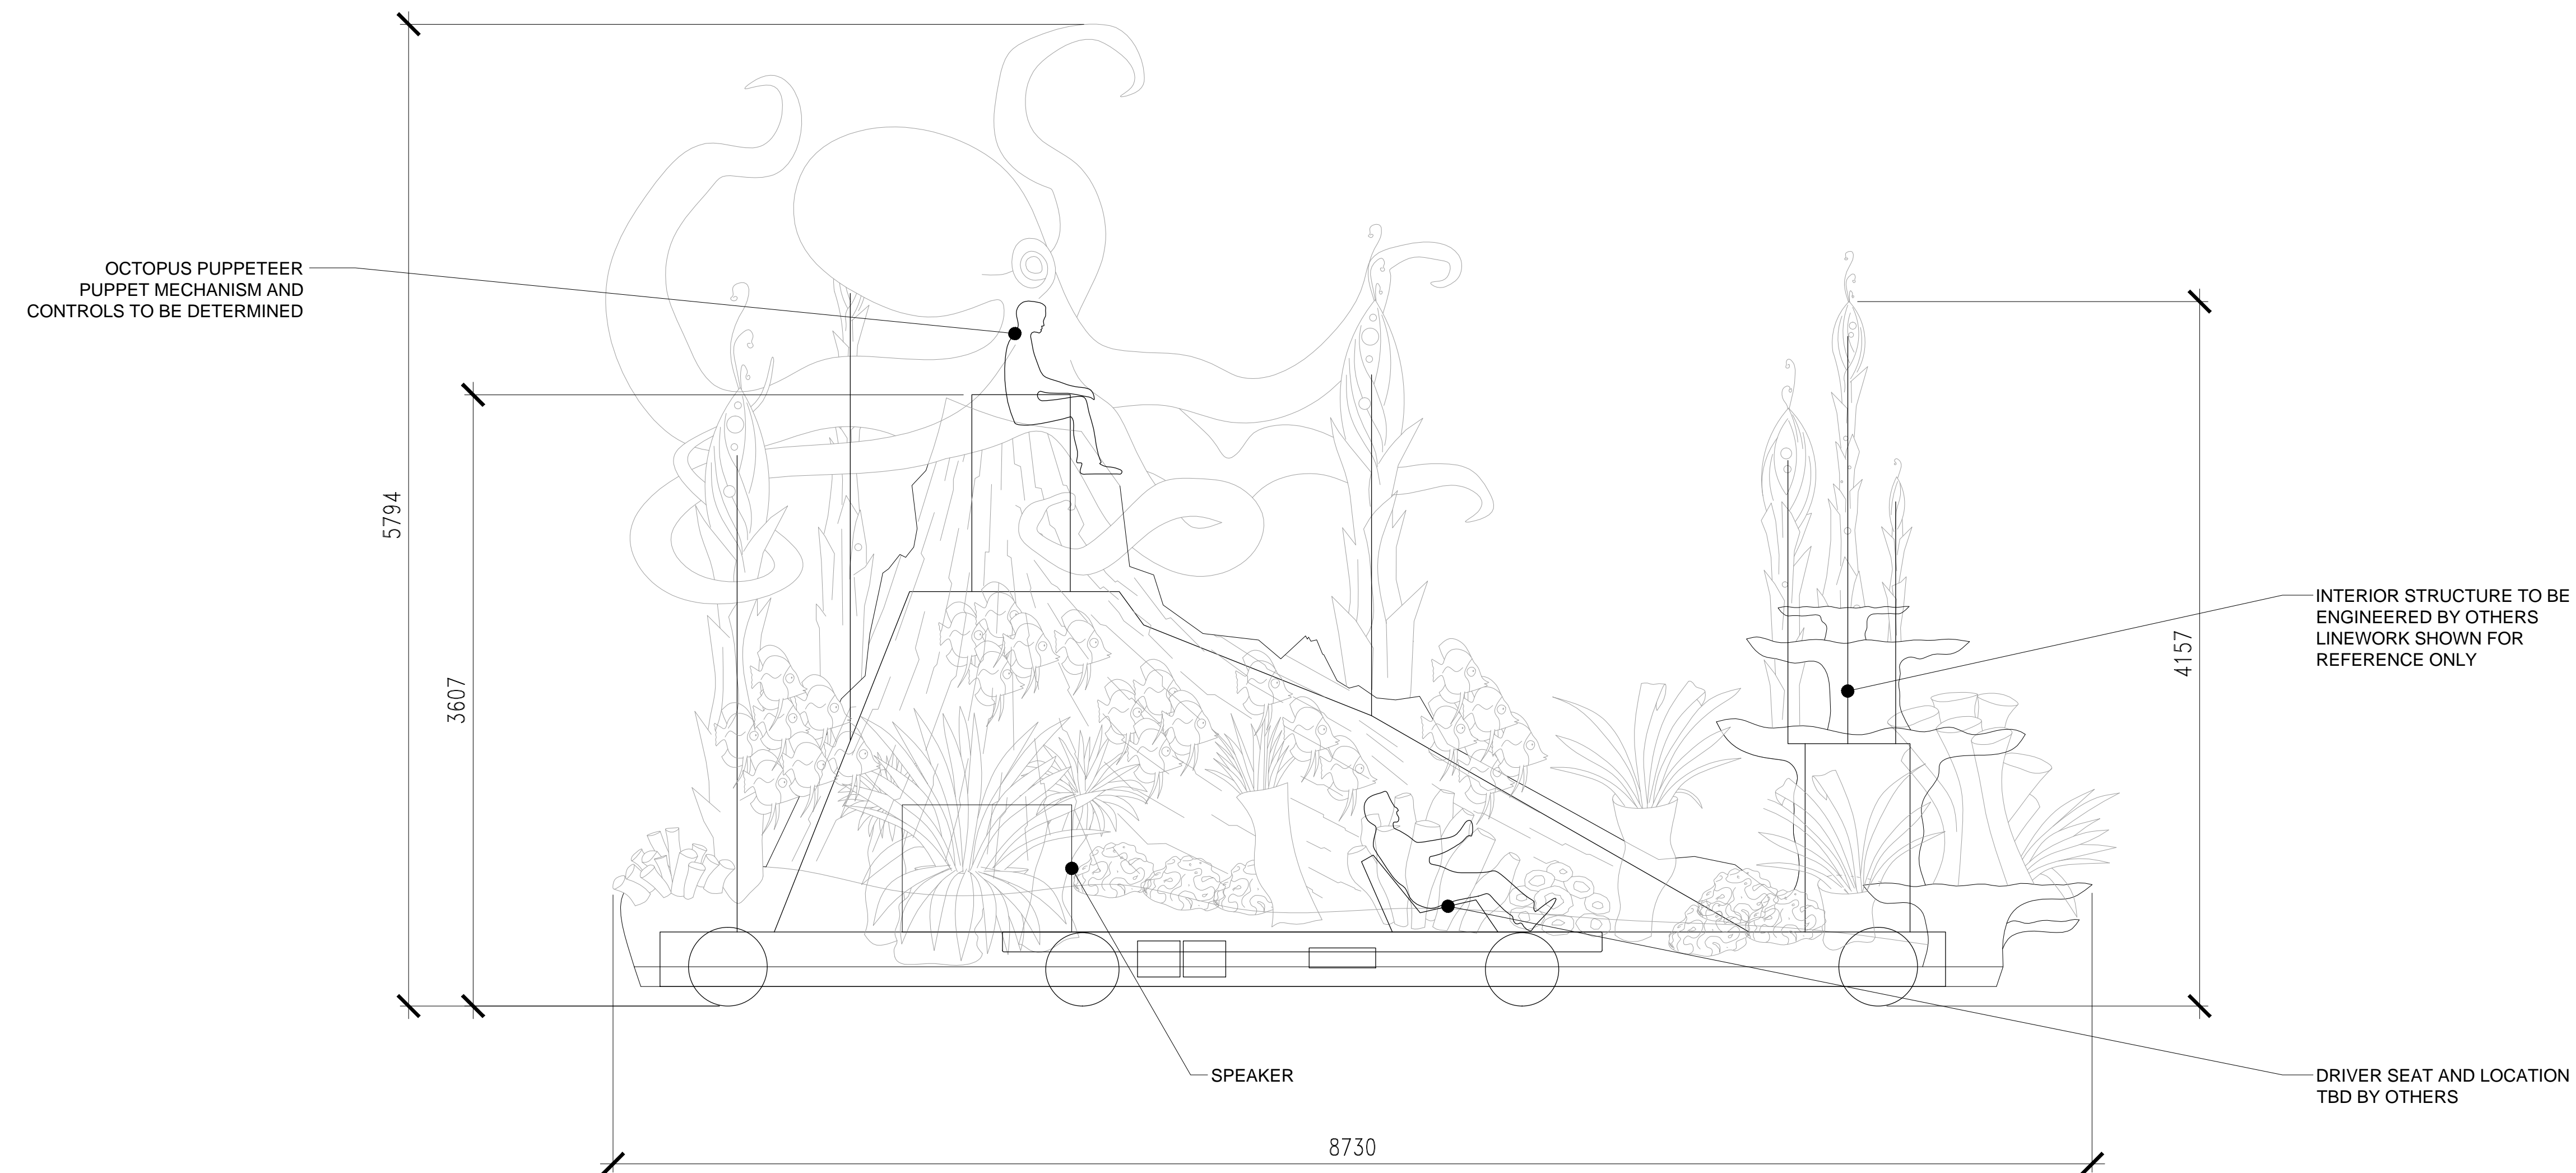 OCTOPUS PUPPETEER
PUPPET MECHANISM AND
CONTROLS TO BE DETERMINED
5794
3607
INTERIOR STRUCTURE TO BE
ENGINEERED BY OTHERS
LINEWORK SHOWN FOR
REFERENCE ONLY
4157
SPEAKER
DRIVER SEAT AND LOCATION
TBD BY OTHERS
8730